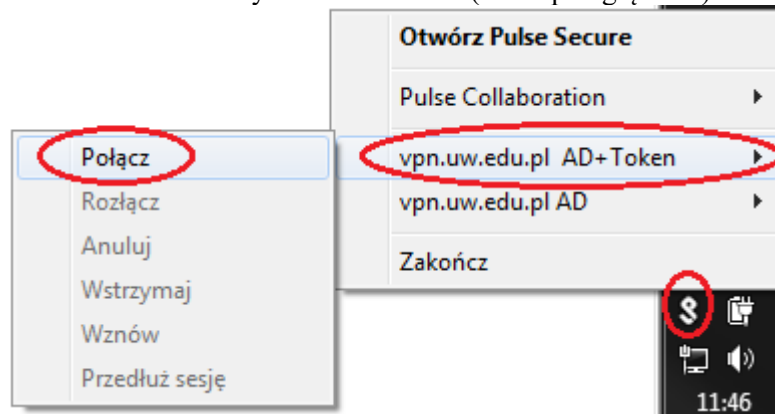 Otwórz Pulse Secure
Pulse Collaboration
vpn.uw.edu.pl AD+Token
vpn.uw.edu.pl AD
Zakończ
Połącz
Rozłącz
Anuluj
Wstrzymaj
Wznów
Przedłuż sesję
11:46